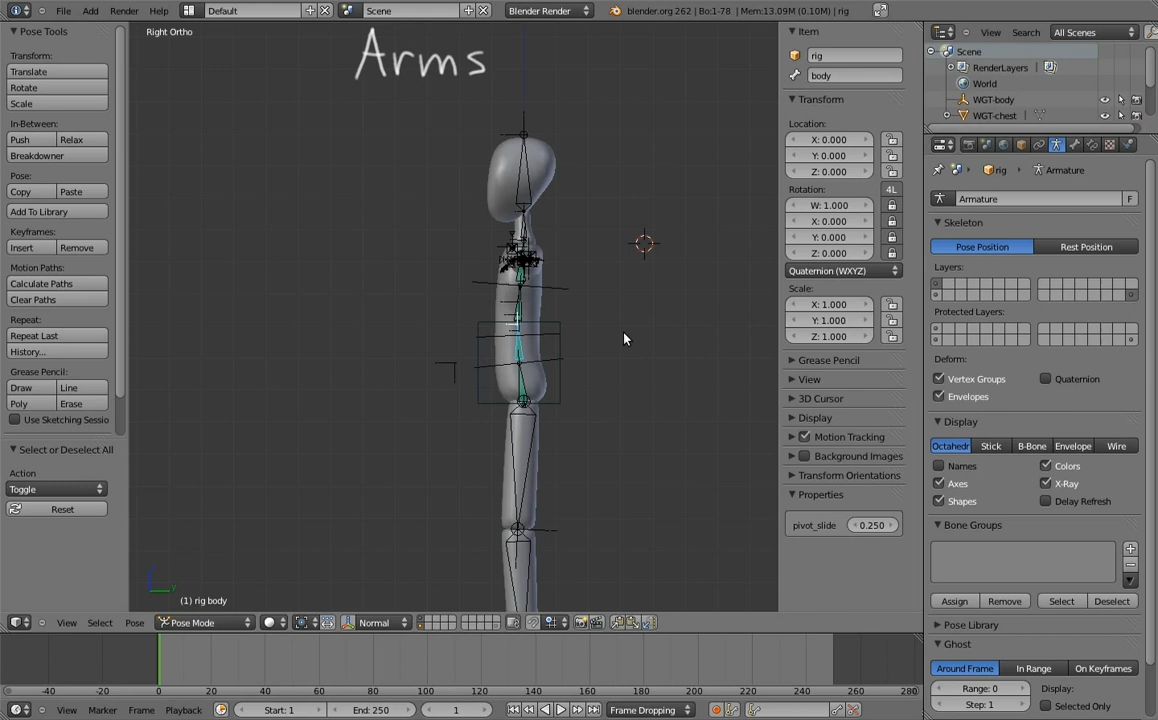 File Add Render Window Help Default Scene Blender Render blender.org 262 | Bo:1-78 | Mem:13.09M (0.10M) | rig
Pose Tools
Transform:
Translate
Rotate
Scale
In-Between:
Push Relax
Breakdowner
Pose:
Copy Paste
Add To Library
Keyframes:
Insert Remove
Motion Paths:
Calculate Paths
Clear Paths
Repeat:
Repeat Last
History...
Grease Pencil:
Draw Line
Poly Erase
Use Sketching Sessio
Select or Deselect All
Action
Toggle
Reset
Right Ortho
Arms
(1) rig body
View Select Pose Pose Mode Normal
Item
rig
body
Transform
Location:
X: 0.000
Y: 0.000
Z: 0.000
Rotation:
4L
W: 1.000
X: 0.000
Y: 0.000
Z: 0.000
Quaternion (WXYZ)
Scale:
X: 1.000
Y: 1.000
Z: 1.000
Grease Pencil
View
3D Cursor
Display
Motion Tracking
Background Images
Transform Orientations
Properties
pivot_slide 0.250
View Search All Scenes
Scene
RenderLayers
World
WGT-body
WGT-chest
rig Armature
Armature F
Skeleton
Pose Position Rest Position
Layers:
Protected Layers:
Deform:
Vertex Groups Quaternion
Envelopes
Display
Octahedr Stick B-Bone Envelope Wire
Names Colors
Axes X-Ray
Shapes Delay Refresh
Bone Groups
Assign Remove Select Deselect
Pose Library
Ghost
Around Frame In Range On Keyframes
Range: 0 Display:
Step: 1 Selected Only
-40 -20 0 20 40 60 80 100 120 140 160 180 200 220 240 260 280
View Marker Frame Playback Start: 1 End: 250 1 Frame Dropping